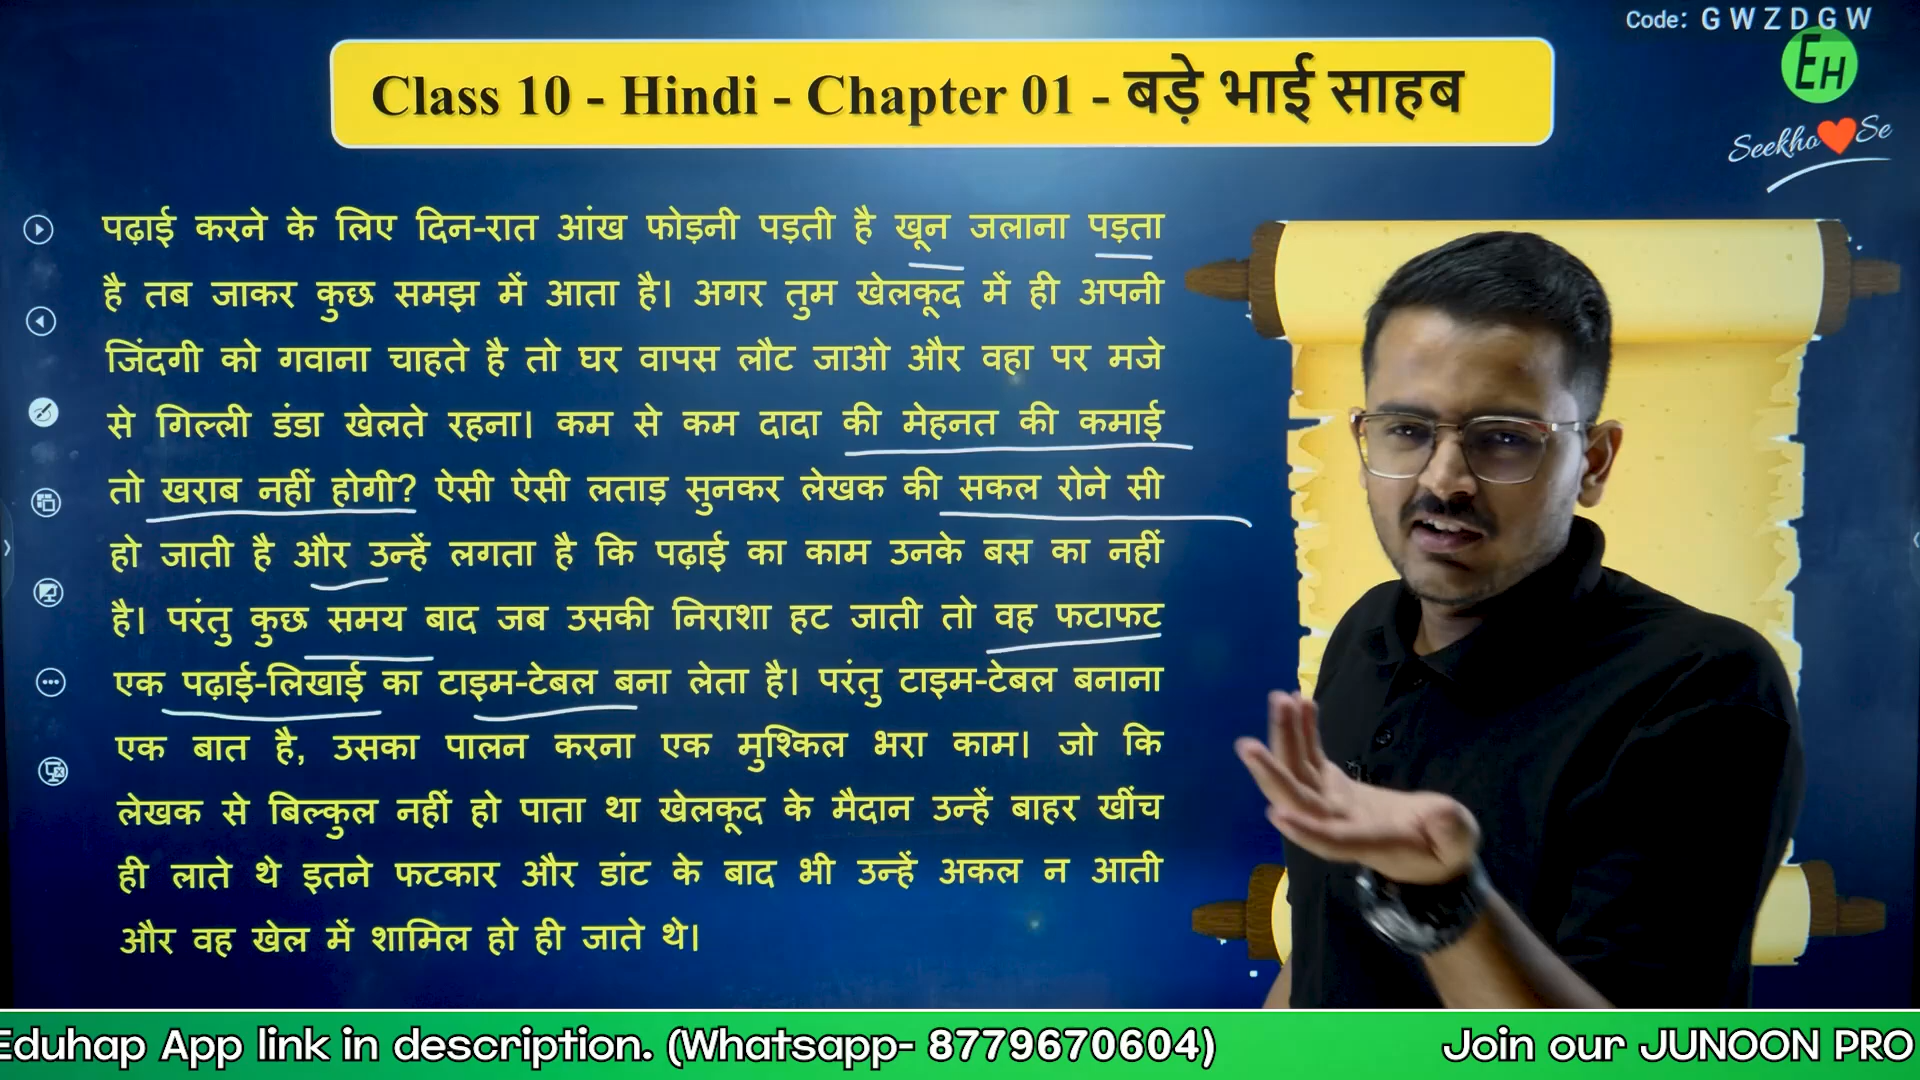 Code: G W Z D G W
EH
Seekho Se
Class 10 - Hindi - Chapter 01 - बड़े भाई साहब
पढ़ाई करने के लिए दिन-रात आंख फोड़नी पड़ती है खून जलाना पड़ता
है तब जाकर कुछ समझ में आता है। अगर तुम खेलकूद में ही अपनी
जिंदगी को गवाना चाहते है तो घर वापस लौट जाओ और वहा पर मजे
से गिल्ली डंडा खेलते रहना। कम से कम दादा की मेहनत की कमाई
तो खराब नहीं होगी? ऐसी ऐसी लताड़ सुनकर लेखक की सकल रोने सी
हो जाती है और उन्हें लगता है कि पढ़ाई का काम उनके बस का नहीं
है। परंतु कुछ समय बाद जब उसकी निराशा हट जाती तो वह फटाफट
एक पढ़ाई-लिखाई का टाइम-टेबल बना लेता है। परंतु टाइम-टेबल बनाना
एक बात है, उसका पालन करना एक मुश्किल भरा काम। जो कि
लेखक से बिल्कुल नहीं हो पाता था खेलकूद के मैदान उन्हें बाहर खींच
ही लाते थे इतने फटकार और डांट के बाद भी उन्हें अकल न आती
और वह खेल में शामिल हो ही जाते थे।
Eduhap App link in description. (Whatsapp- 8779670604) Join our JUNOON PRO